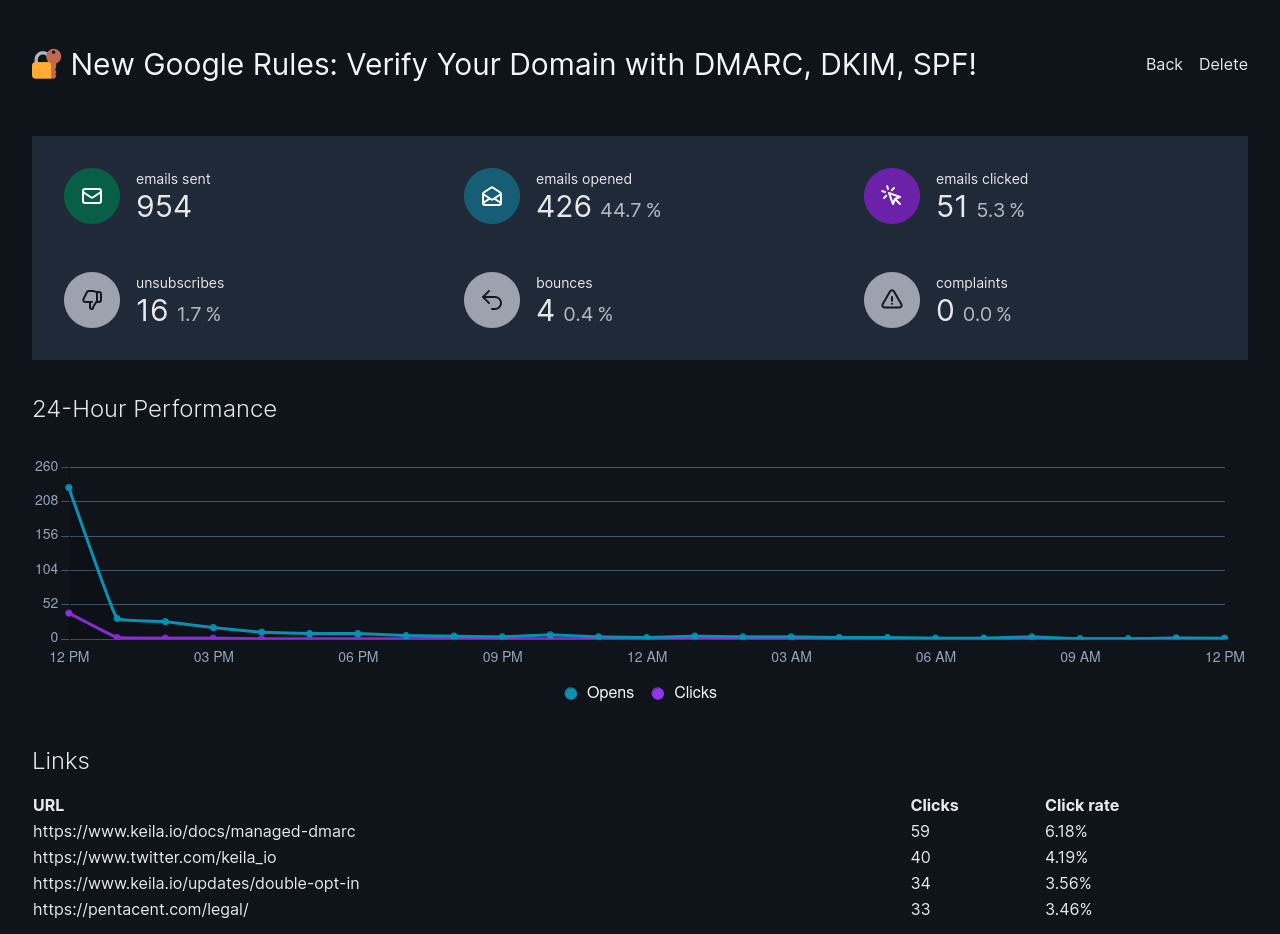 🔐 New Google Rules: Verify Your Domain with DMARC, DKIM, SPF!
Back Delete
emails sent
954
emails opened
426 44.7 %
emails clicked
51 5.3 %
unsubscribes
16 1.7 %
bounces
4 0.4 %
complaints
0 0.0 %
24-Hour Performance
260
208
156
104
52
0
12 PM 03 PM 06 PM 09 PM 12 AM 03 AM 06 AM 09 AM 12 PM
Opens Clicks
Links
URL Clicks Click rate
https://www.keila.io/docs/managed-dmarc 59 6.18%
https://www.twitter.com/keila_io 40 4.19%
https://www.keila.io/updates/double-opt-in 34 3.56%
https://pentacent.com/legal/ 33 3.46%